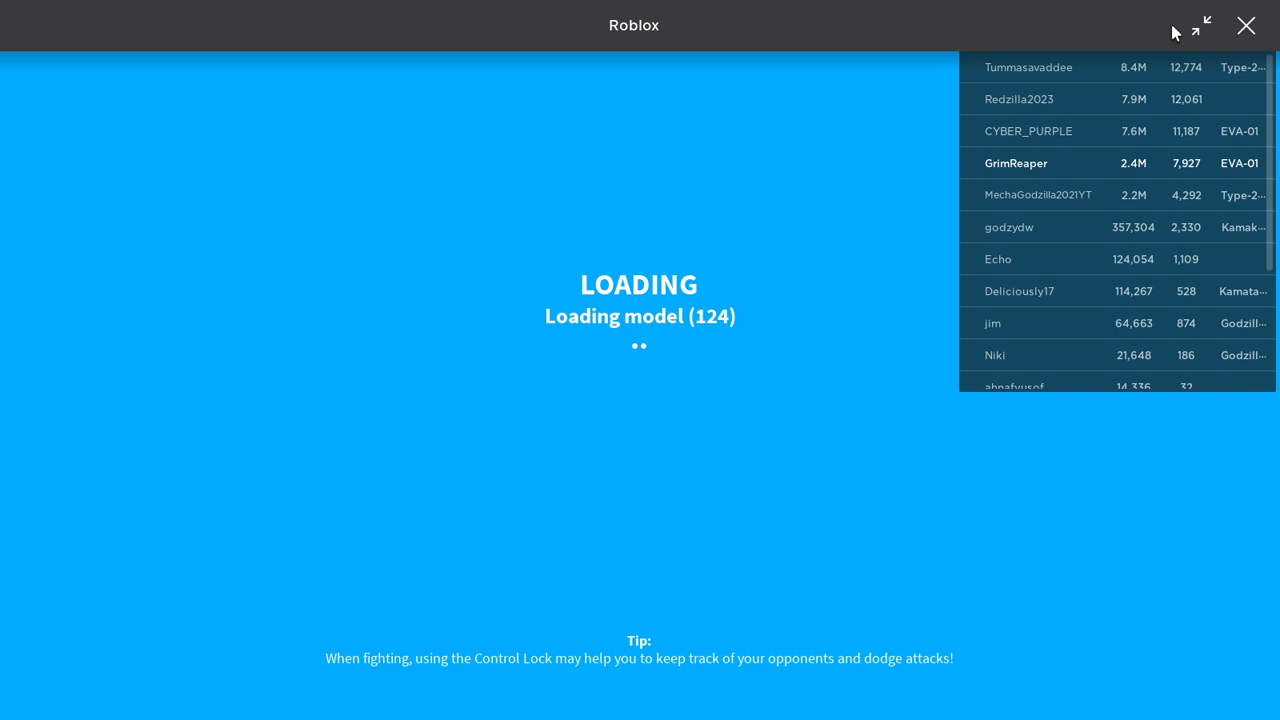 Roblox
Tummasavaddee 8.4M 12,774 Type-2...
Redzilla2023 7.9M 12,061
CYBER_PURPLE 7.6M 11,187 EVA-01
GrimReaper 2.4M 7,927 EVA-01
MechaGodzilla2021YT 2.2M 4,292 Type-2...
godzydw 357,304 2,330 Kamak...
Echo 124,054 1,109
Deliciously17 114,267 528 Kamata...
jim 64,663 874 Godzill...
Niki 21,648 186 Godzill...
ahnafyusof 14,336 32
LOADING
Loading model (124)
Tip:
When fighting, using the Control Lock may help you to keep track of your opponents and dodge attacks!